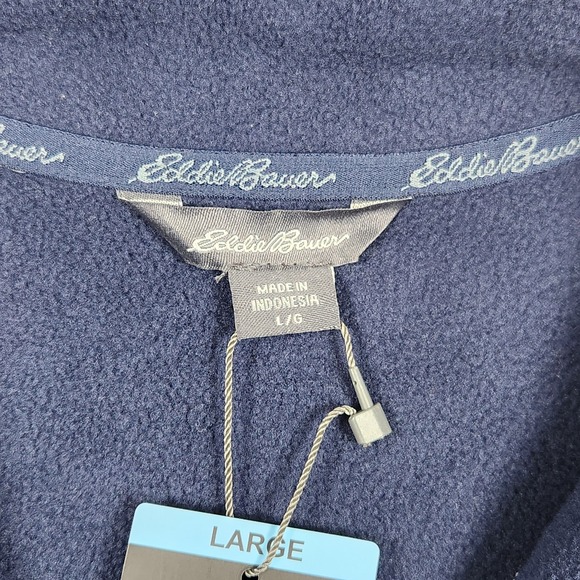 Eddie Bauer
Eddie Bauer
Eddie Bauer
MADE IN
INDONESIA
L/G
LARGE